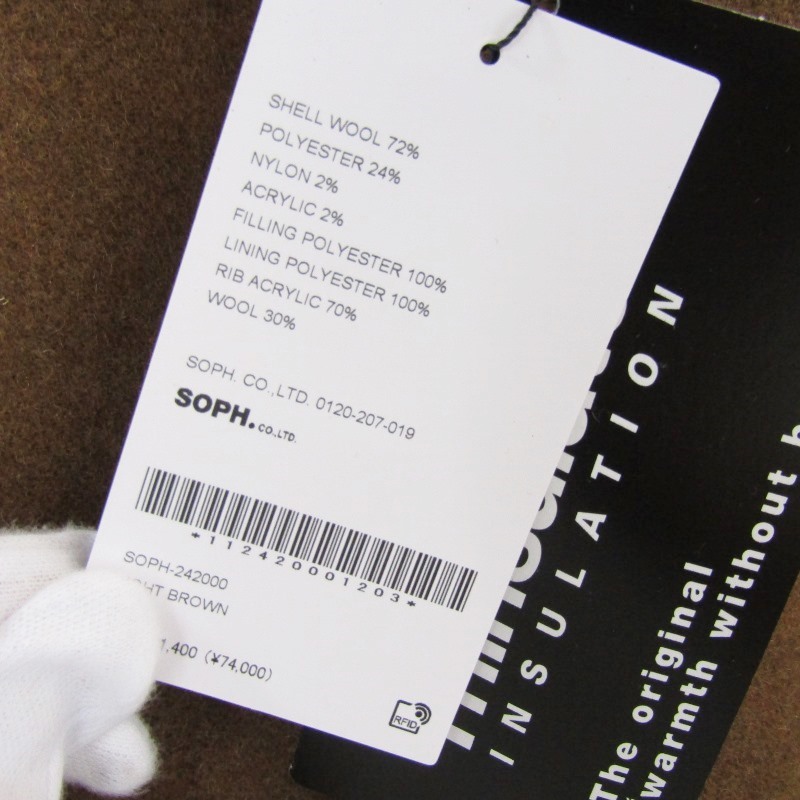 SHELL WOOL 72%
POLYESTER 24%
NYLON 2%
ACRYLIC 2%
FILLING POLYESTER 100%
LINING POLYESTER 100%
RIB ACRYLIC 70%
WOOL 30%
SOPH. CO.,LTD. 0120-207-019
SOPH.CO.,LTD.
*112420001203*
SOPH-242000
BROWN
(¥74,000)
RFID
INSULATION
The original
warmth without